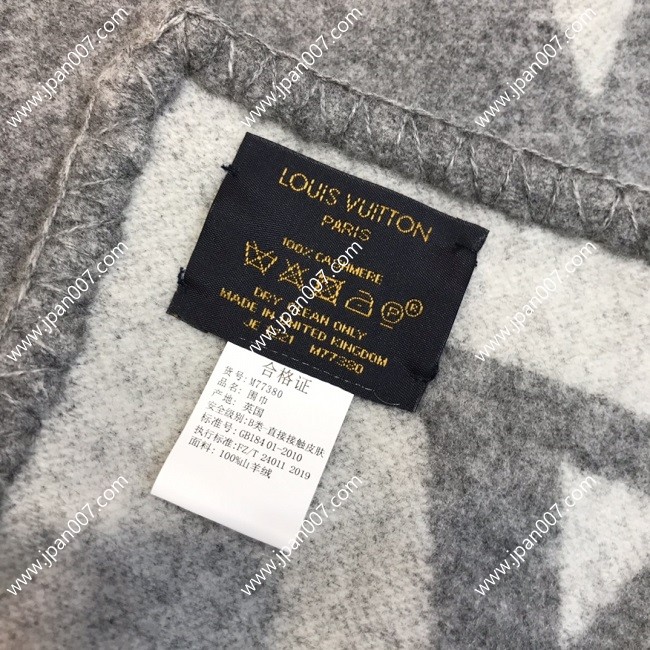 LOUIS VUITTON
PARIS
100% CASHMERE
P®
DRY CLEAN ONLY
MADE IN UNITED KINGDOM
JE 1221 M77380
合格证
货号: M77380
品名: 围巾
产地: 英国
安全级别: B类 直接接触皮肤
标准号: GB18401-2010
执行标准: FZ/T 24011 2019
面料: 100%山羊绒
www.jpan007.com